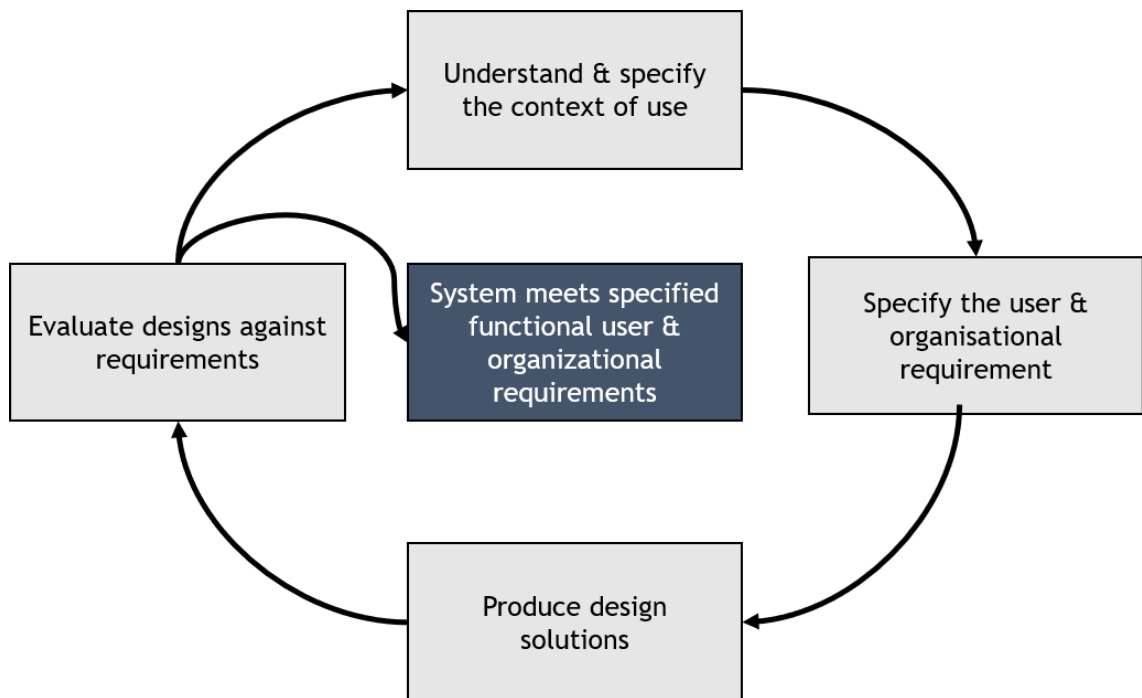 Understand & specify
the context of use
Evaluate designs against
requirements
System meets specified
functional user &
organizational
requirements
Specify the user &
organisational
requirement
Produce design
solutions